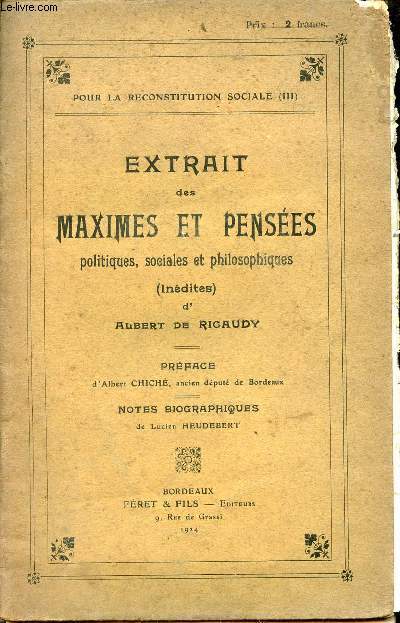 Prix : 2 francs.
POUR LA RECONSTITUTION SOCIALE (III)
EXTRAIT
des
MAXIMES ET PENSÉES
politiques, sociales et philosophiques
(Inédites)
d'
ALBERT DE RIGAUDY
PRÉFACE
d'Albert CHICHÉ, ancien député de Bordeaux
NOTES BIOGRAPHIQUES
de Lucien HEUDEBERT
BORDEAUX
FÉRET & FILS — Editeurs
9, Rue de Grassi
1924
© Le-livre.com